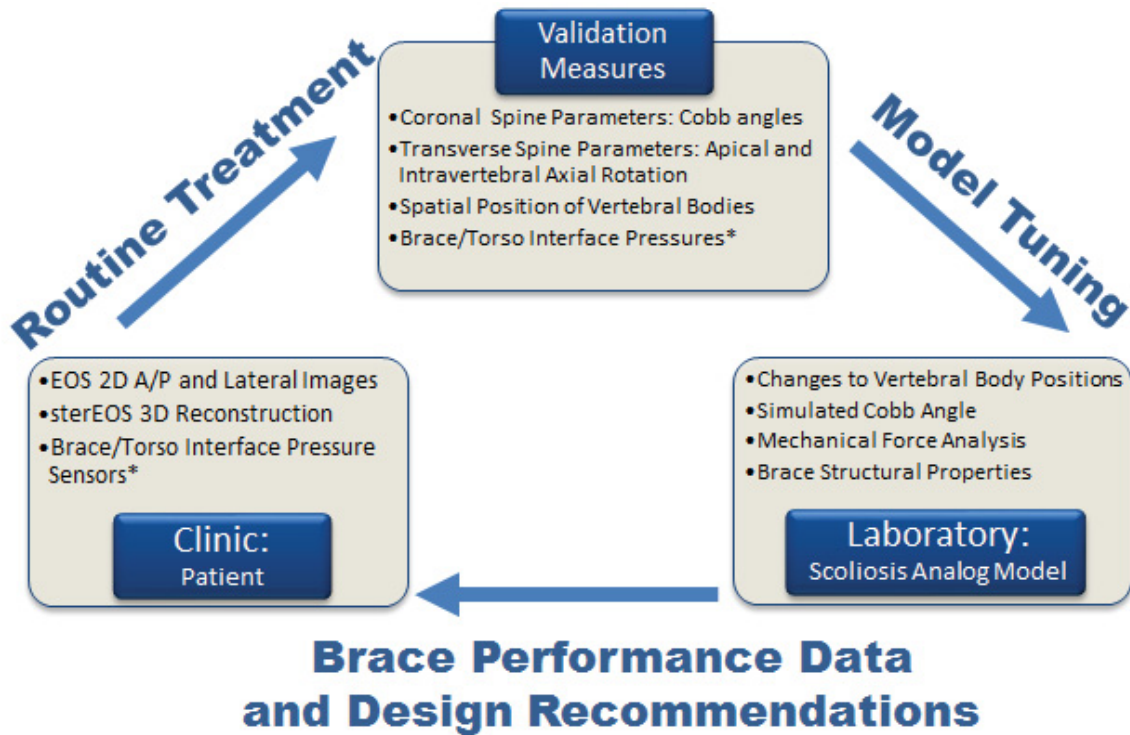 Validation
Measures
•Coronal Spine Parameters: Cobb angles
•Transverse Spine Parameters: Apical and
Intravertebral Axial Rotation
•Spatial Position of Vertebral Bodies
•Brace/Torso Interface Pressures*
Routine Treatment
Model Tuning
•EOS 2D A/P and Lateral Images
•sterEOS 3D Reconstruction
•Brace/Torso Interface Pressure
Sensors*
Clinic:
Patient
•Changes to Vertebral Body Positions
•Simulated Cobb Angle
•Mechanical Force Analysis
•Brace Structural Properties
Laboratory:
Scoliosis Analog Model
Brace Performance Data
and Design Recommendations